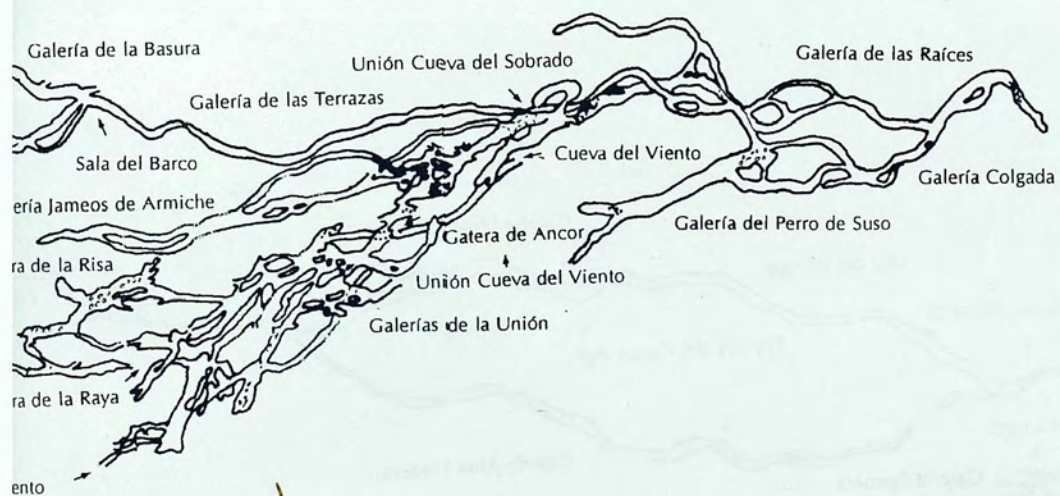 Galería de la Basura
Unión Cueva del Sobrado
Galería de las Raíces
Galería de las Terrazas
Sala del Barco
Cueva del Viento
Galería Colgada
ería Jameos de Armiche
Galería del Perro de Suso
Gatera de Ancor
ra de la Risa
Unión Cueva del Viento
Galerías de la Unión
ra de la Raya
ento